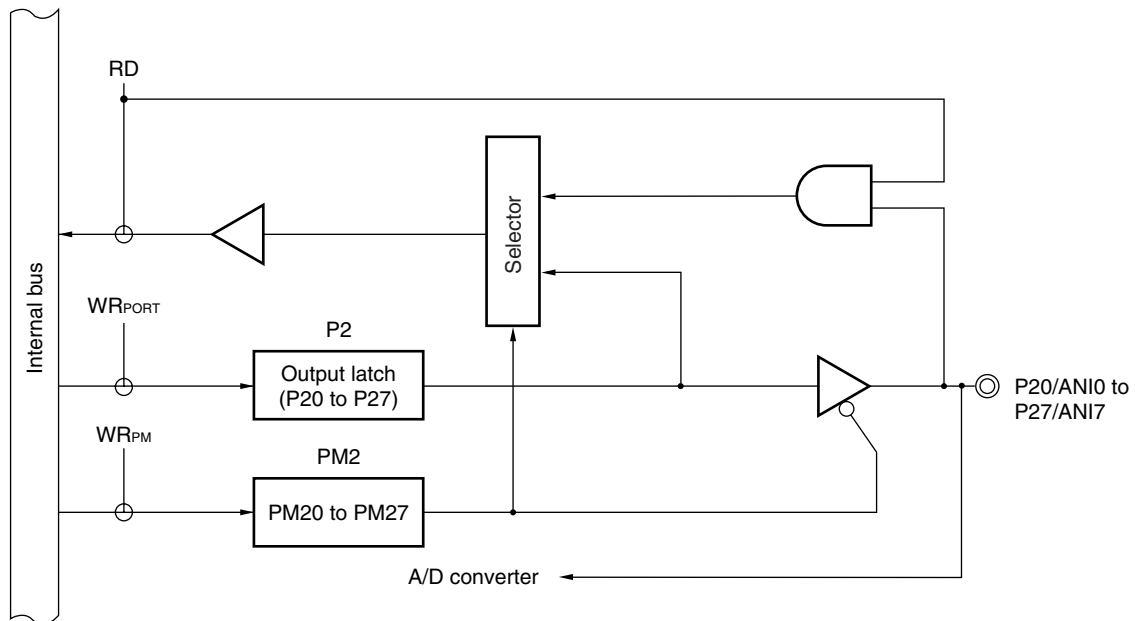 RD
Internal bus
Selector
WRPORT
P2
Output latch
(P20 to P27)
P20/ANI0 to
P27/ANI7
WRPM
PM2
PM20 to PM27
A/D converter